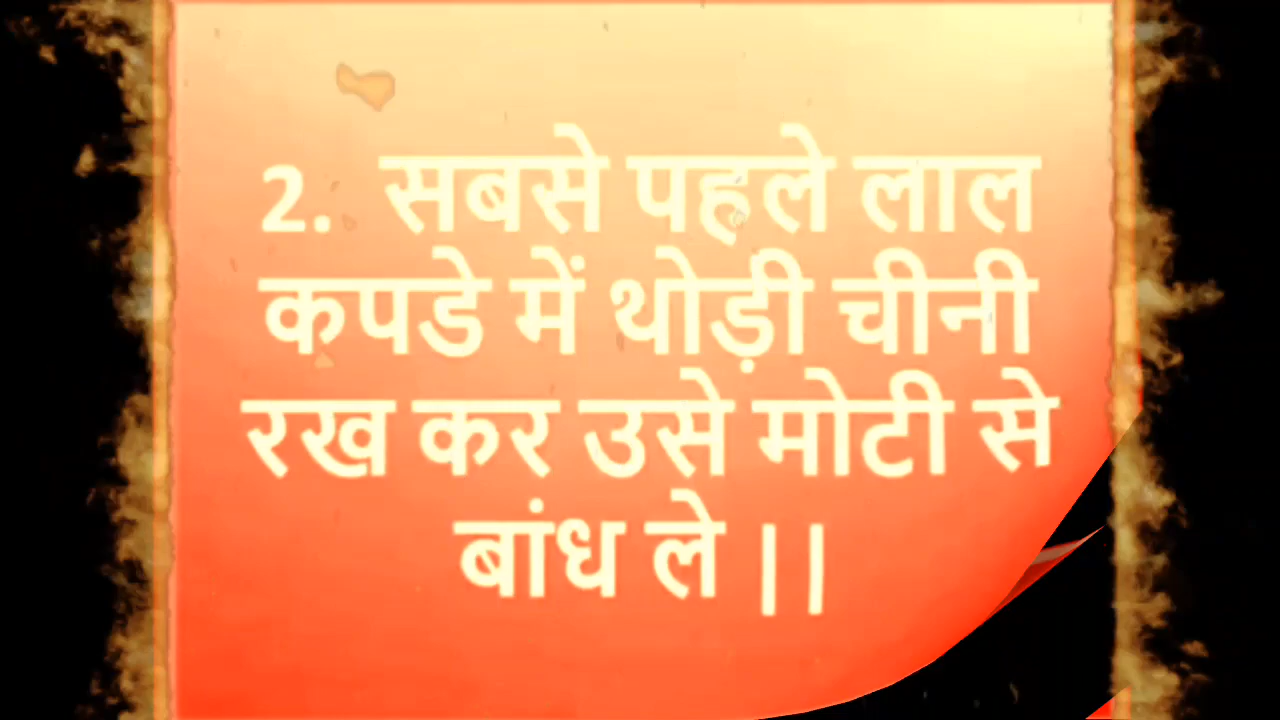 2. सबसे पहले लाल
कपडे में थोड़ी चीनी
रख कर उसे मोटी से
बांध ले ||